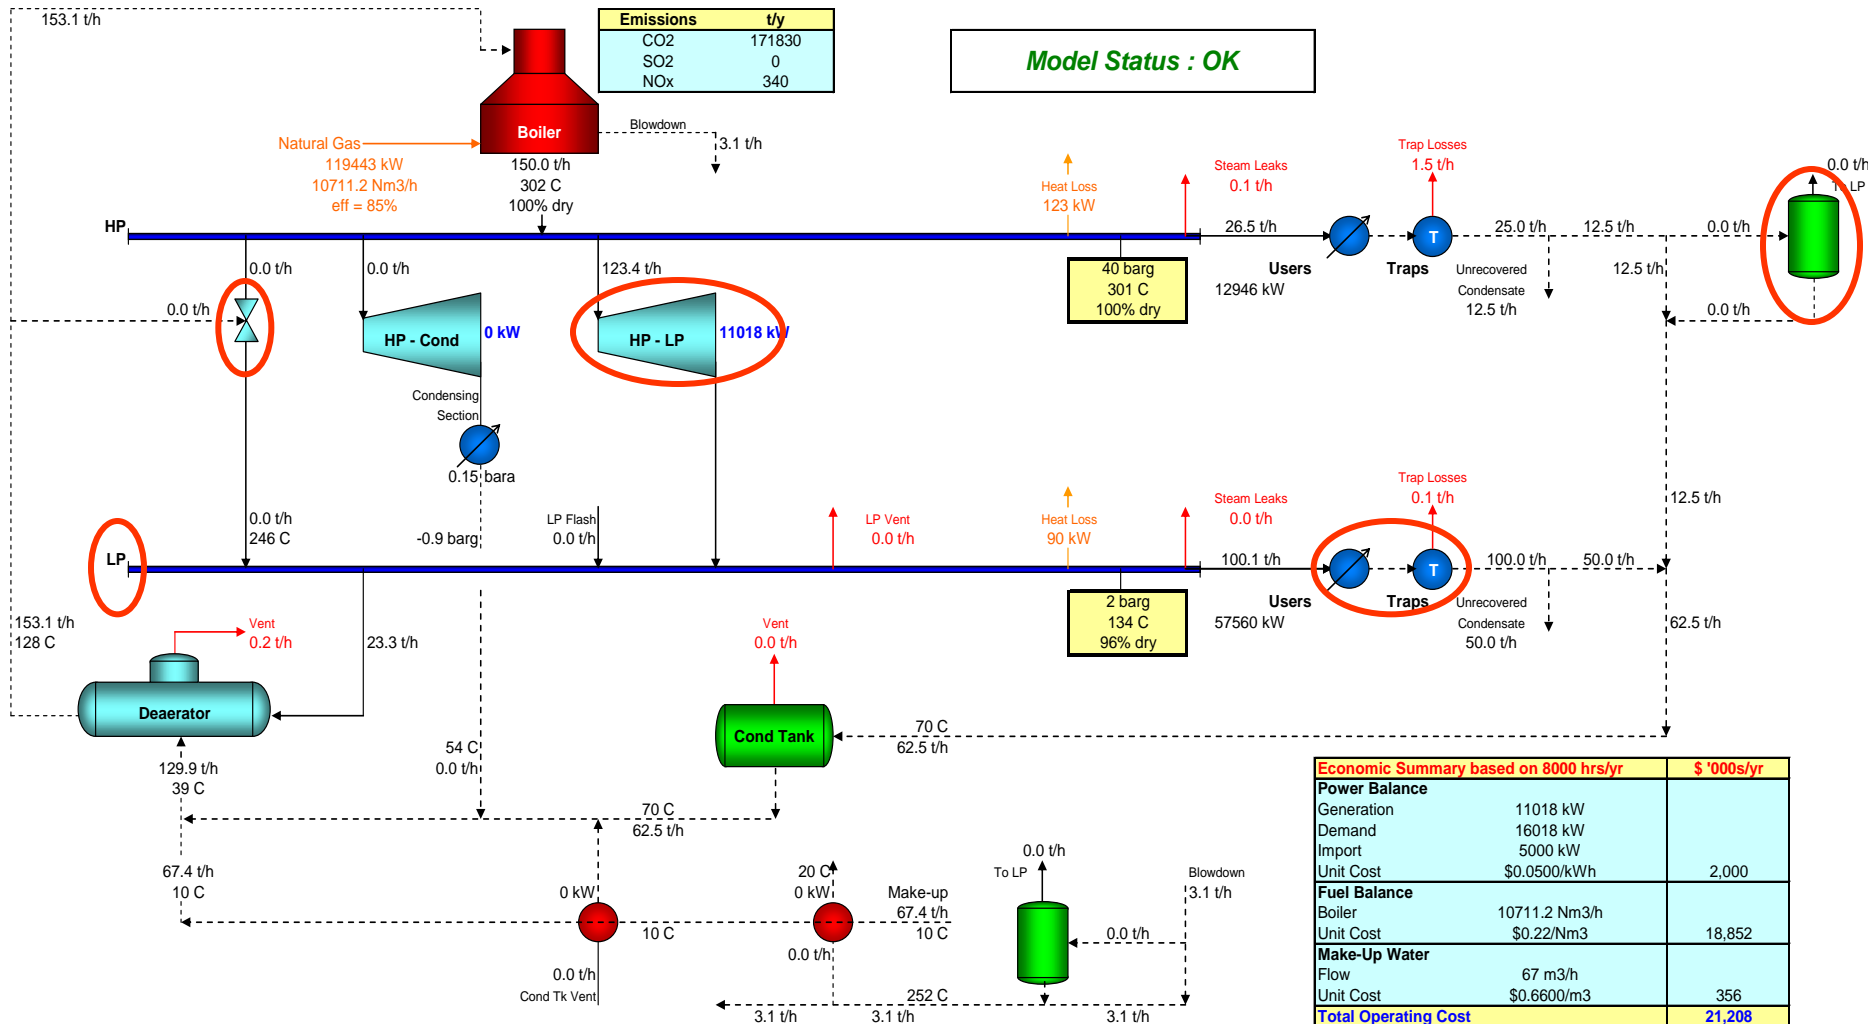 153.1 t/h
Emissions t/y
CO2 171830
SO2 0
NOx 340
Model Status : OK
Boiler
Blowdown
3.1 t/h
Natural Gas
119443 kW
10711.2 Nm3/h
eff = 85%
150.0 t/h
302 C
100% dry
Heat Loss
123 kW
Steam Leaks
0.1 t/h
Trap Losses
1.5 t/h
0.0 t/h
To LP
HP
26.5 t/h
T
25.0 t/h
12.5 t/h
0.0 t/h
0.0 t/h
0.0 t/h
123.4 t/h
40 barg
301 C
100% dry
Users
12946 kW
Traps
Unrecovered
Condensate
12.5 t/h
12.5 t/h
0.0 t/h
0.0 t/h
HP - Cond
0 kW
HP - LP
11018 kW
Condensing
Section
0.15 bara
-0.9 barg
0.0 t/h
246 C
LP Flash
0.0 t/h
LP Vent
0.0 t/h
Heat Loss
90 kW
Steam Leaks
0.0 t/h
Trap Losses
0.1 t/h
12.5 t/h
LP
100.1 t/h
T
100.0 t/h
50.0 t/h
2 barg
134 C
96% dry
Users
57560 kW
Traps
Unrecovered
Condensate
50.0 t/h
62.5 t/h
153.1 t/h
128 C
Vent
0.2 t/h
23.3 t/h
Vent
0.0 t/h
Deaerator
Cond Tank
70 C
62.5 t/h
54 C
0.0 t/h
129.9 t/h
39 C
70 C
62.5 t/h
67.4 t/h
10 C
0 kW
10 C
0.0 t/h
Cond Tk Vent
20 C
0 kW
0.0 t/h
Make-up
67.4 t/h
10 C
0.0 t/h
To LP
Blowdown
3.1 t/h
0.0 t/h
252 C
3.1 t/h
3.1 t/h
3.1 t/h
Economic Summary based on 8000 hrs/yr $ '000s/yr
Power Balance
Generation 11018 kW
Demand 16018 kW
Import 5000 kW
Unit Cost $0.0500/kWh 2,000
Fuel Balance
Boiler 10711.2 Nm3/h
Unit Cost $0.22/Nm3 18,852
Make-Up Water
Flow 67 m3/h
Unit Cost $0.6600/m3 356
Total Operating Cost 21,208